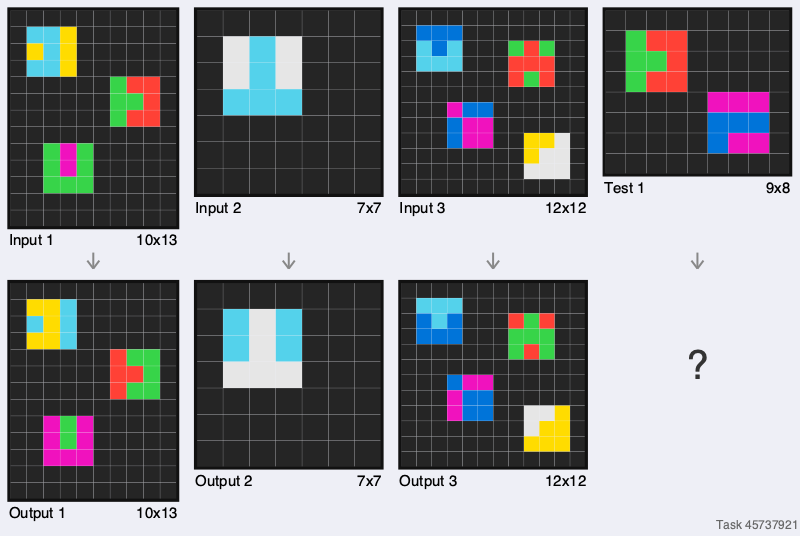 Input 1 10x13
Input 2 7x7
Input 3 12x12
Test 1 9x8
?
Output 1 10x13
Output 2 7x7
Output 3 12x12
Task 45737921